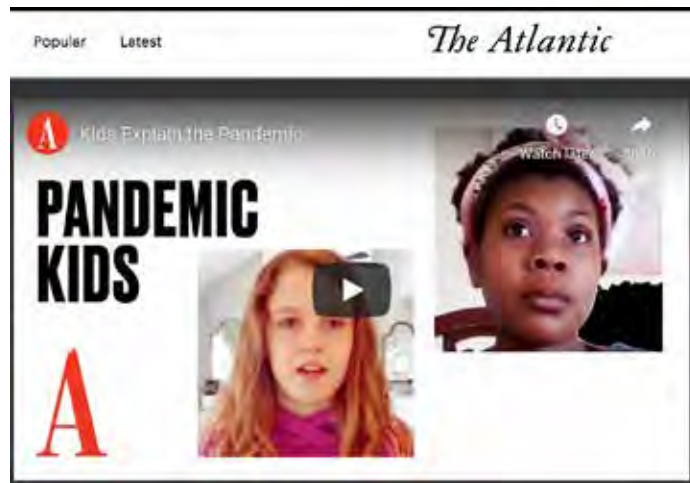 Popular Latest The Atlantic
A Kids Explain the Pandemic
Watch later
PANDEMIC
KIDS
A